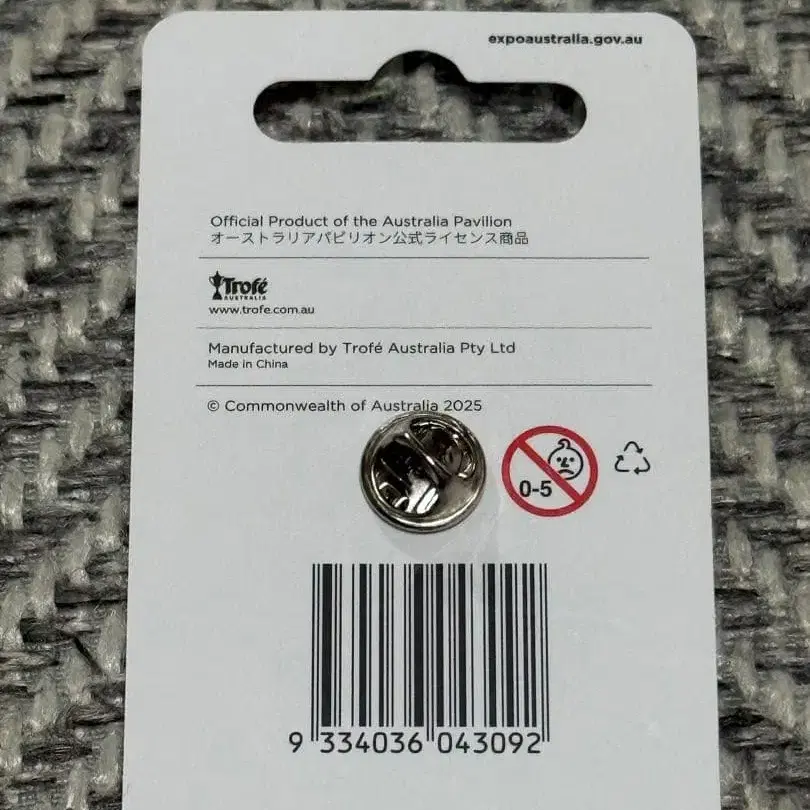 expoaustralia.gov.au
Official Product of the Australia Pavilion
オーストラリアパビリオン公式ライセンス商品
Trofé
AUSTRALIA
www.trofe.com.au
Manufactured by Trofé Australia Pty Ltd
Made in China
© Commonwealth of Australia 2025
0-5
9 334036 043092